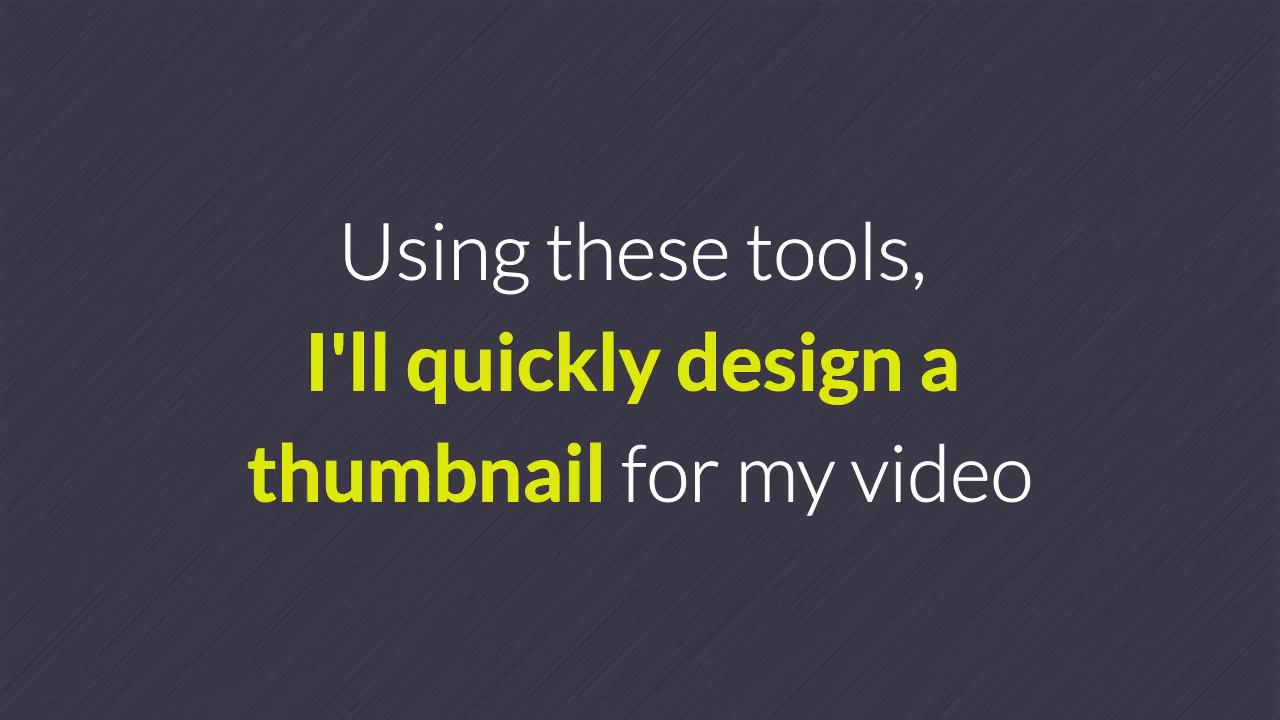 Using these tools,
I'll quickly design a
thumbnail for my video